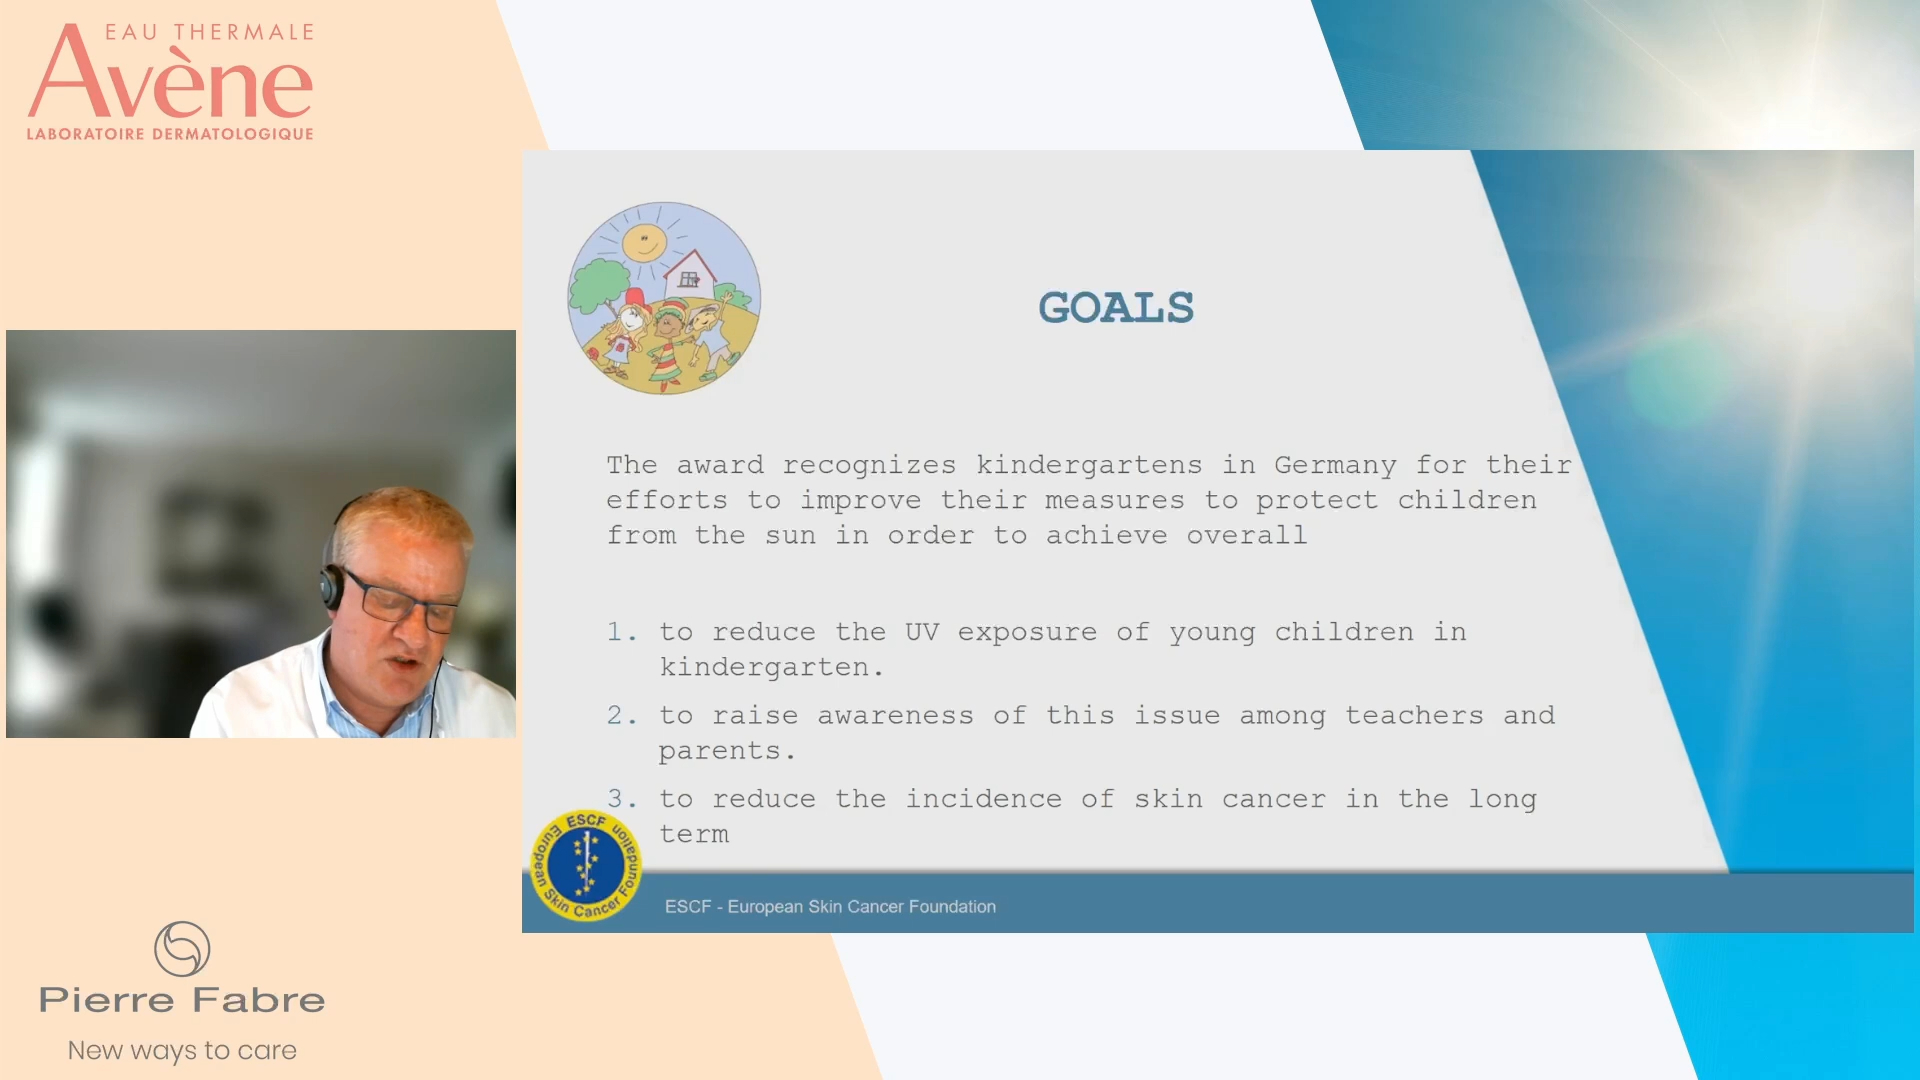 EAU THERMALE
Avène
LABORATOIRE DERMATOLOGIQUE
GOALS
The award recognizes kindergartens in Germany for their
efforts to improve their measures to protect children
from the sun in order to achieve overall
1. to reduce the UV exposure of young children in
kindergarten.
2. to raise awareness of this issue among teachers and
parents.
3. to reduce the incidence of skin cancer in the long
term
ESCF
European Skin Cancer Foundation
ESCF - European Skin Cancer Foundation
Pierre Fabre
New ways to care